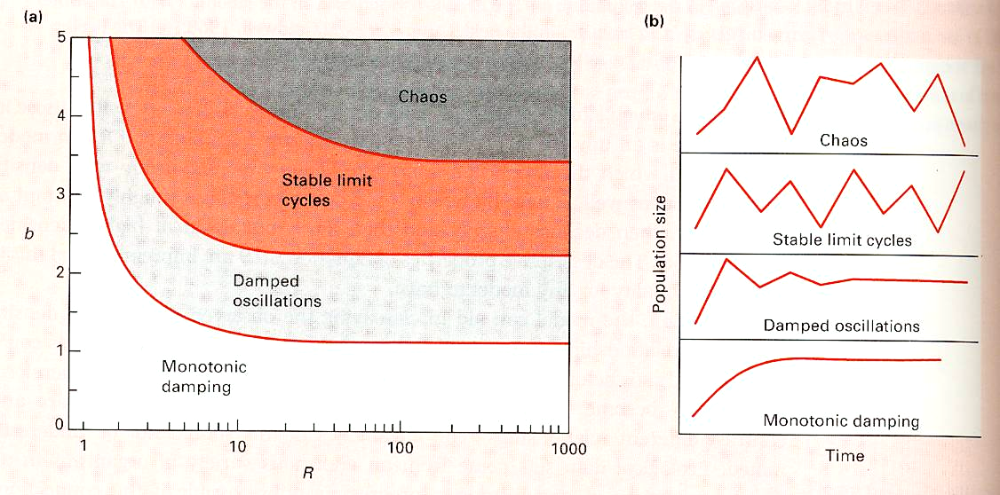 (a)
5
4
3
2
1
0
b
1
10
100
1000
R
Chaos
Stable limit
cycles
Damped
oscillations
Monotonic
damping
(b)
Population size
Chaos
Stable limit cycles
Damped oscillations
Monotonic damping
Time